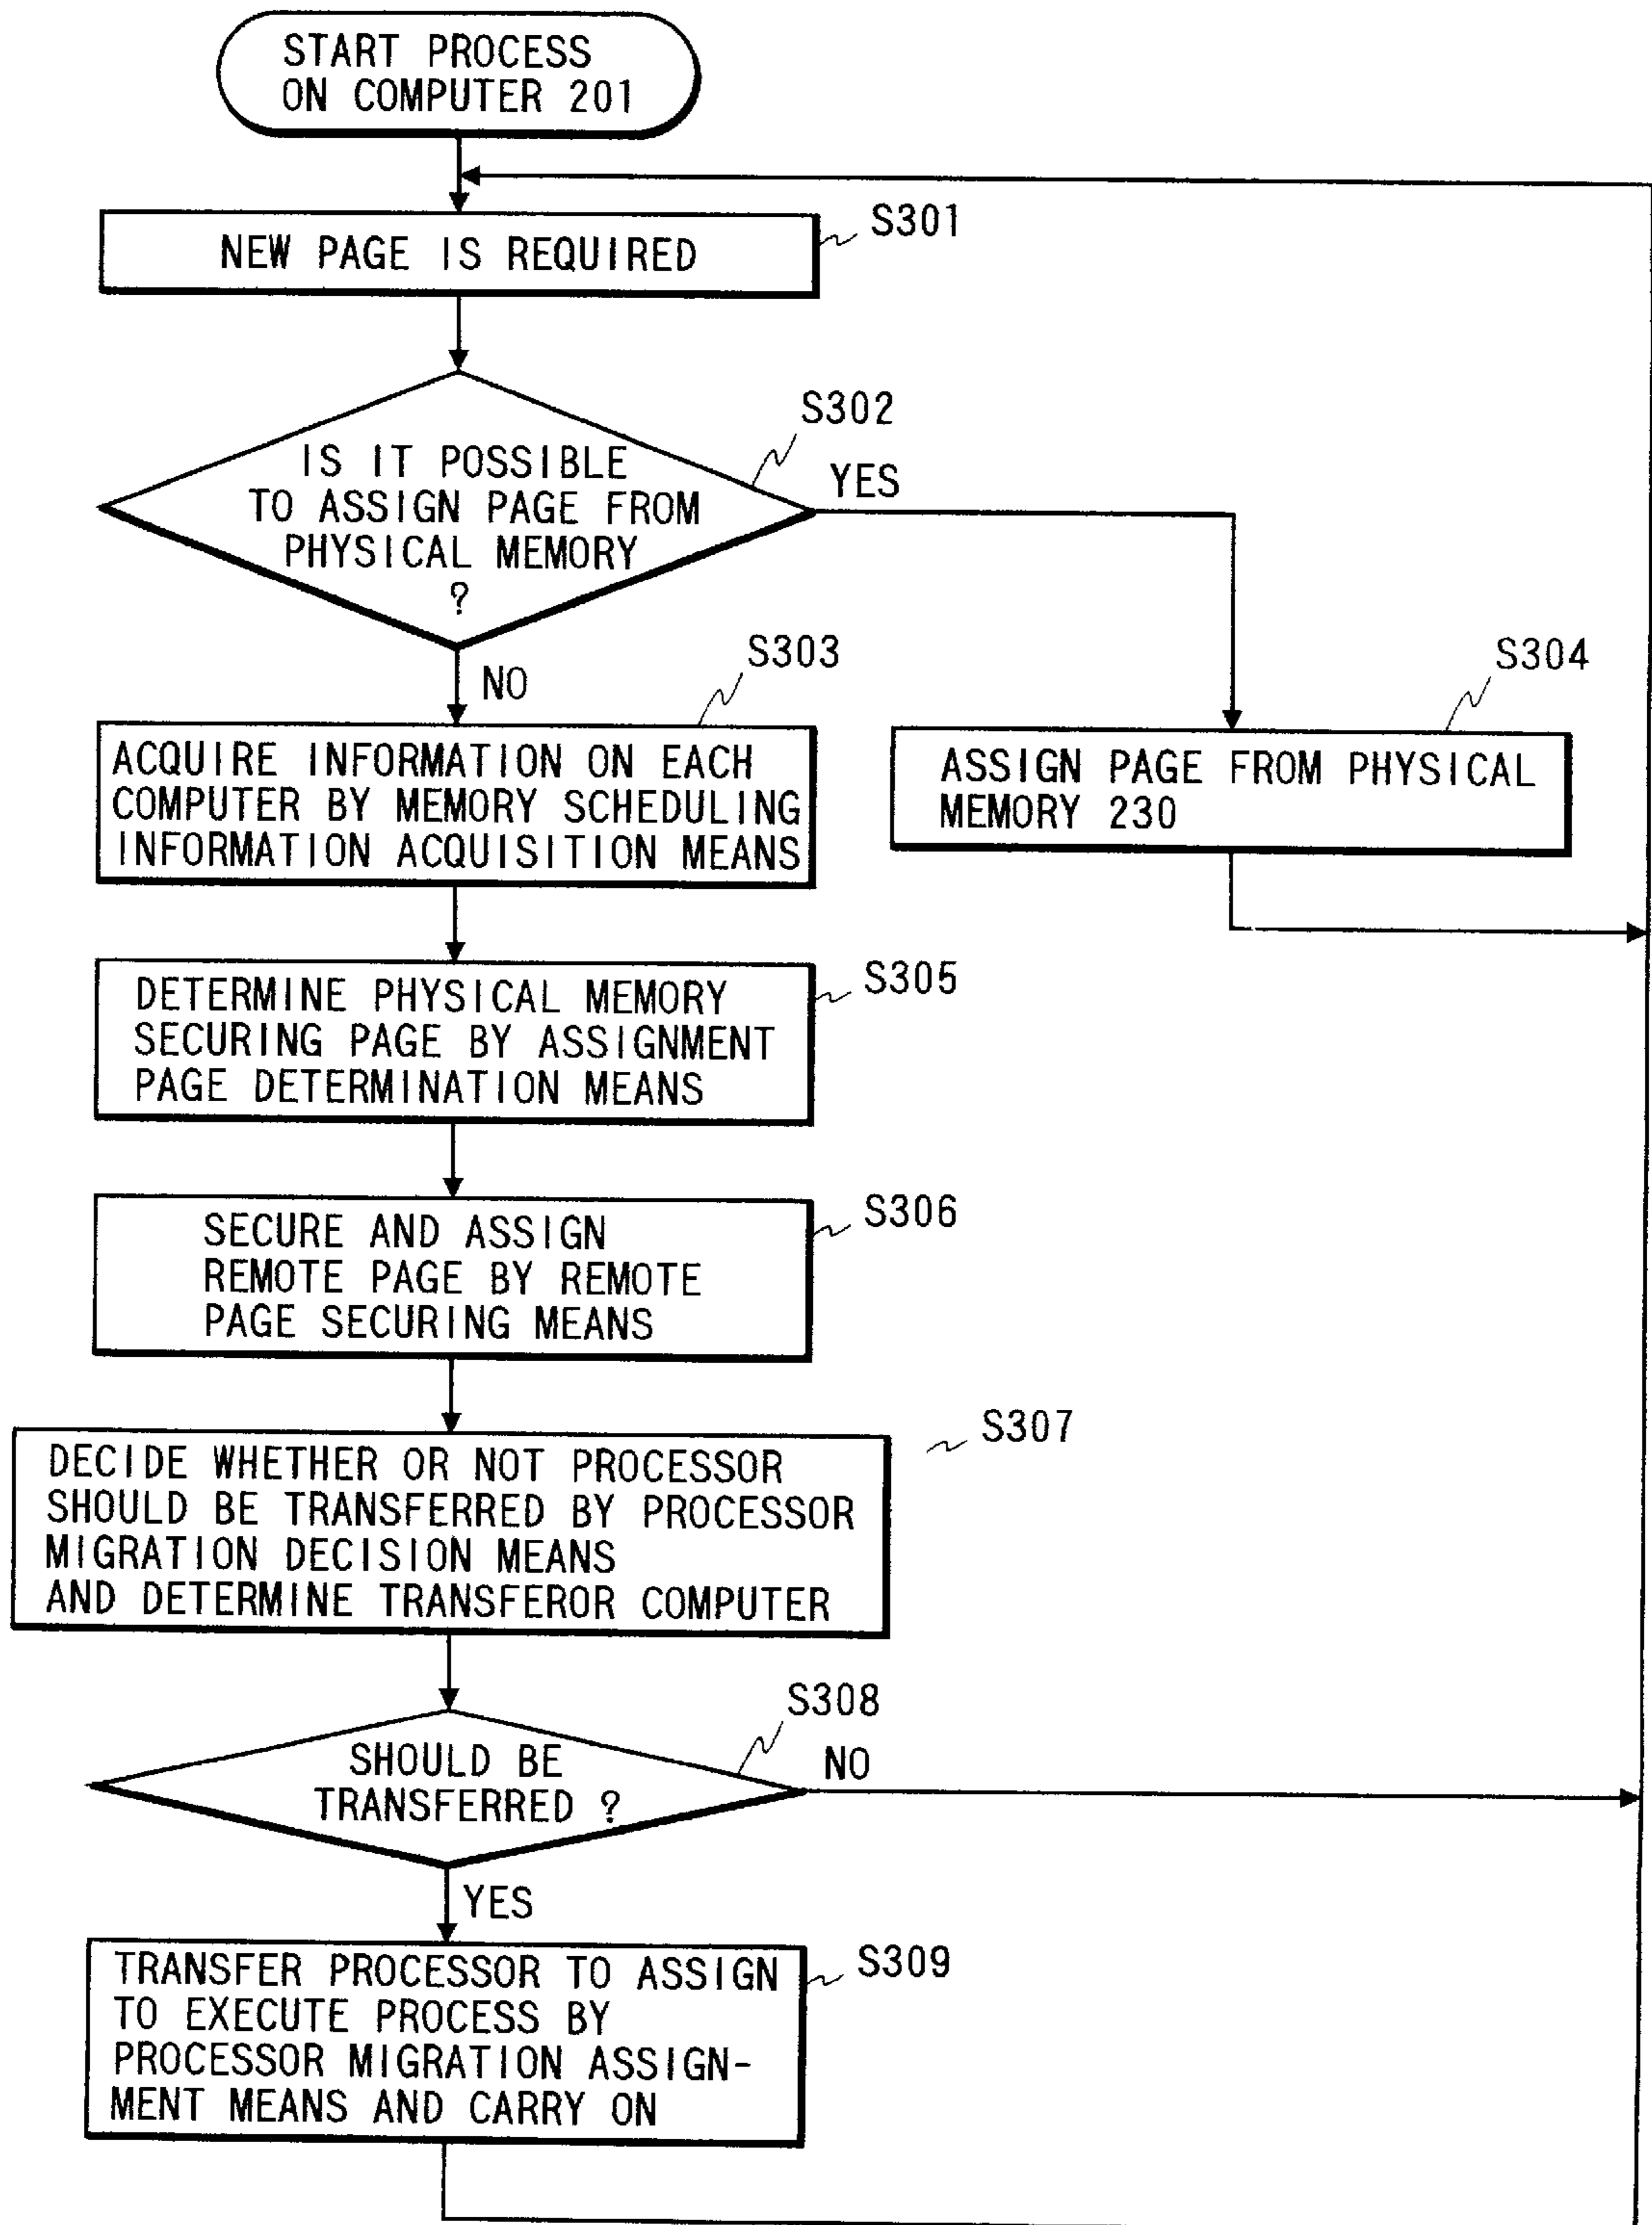 START PROCESS
ON COMPUTER 201
S301
NEW PAGE IS REQUIRED
S302
IS IT POSSIBLE
TO ASSIGN PAGE FROM
PHYSICAL MEMORY
?
YES
NO
S303
ACQUIRE INFORMATION ON EACH
COMPUTER BY MEMORY SCHEDULING
INFORMATION ACQUISITION MEANS
S304
ASSIGN PAGE FROM PHYSICAL
MEMORY 230
S305
DETERMINE PHYSICAL MEMORY
SECURING PAGE BY ASSIGNMENT
PAGE DETERMINATION MEANS
S306
SECURE AND ASSIGN
REMOTE PAGE BY REMOTE
PAGE SECURING MEANS
S307
DECIDE WHETHER OR NOT PROCESSOR
SHOULD BE TRANSFERRED BY PROCESSOR
MIGRATION DECISION MEANS
AND DETERMINE TRANSFEROR COMPUTER
S308
SHOULD BE
TRANSFERRED ?
NO
YES
S309
TRANSFER PROCESSOR TO ASSIGN
TO EXECUTE PROCESS BY
PROCESSOR MIGRATION ASSIGN-
MENT MEANS AND CARRY ON